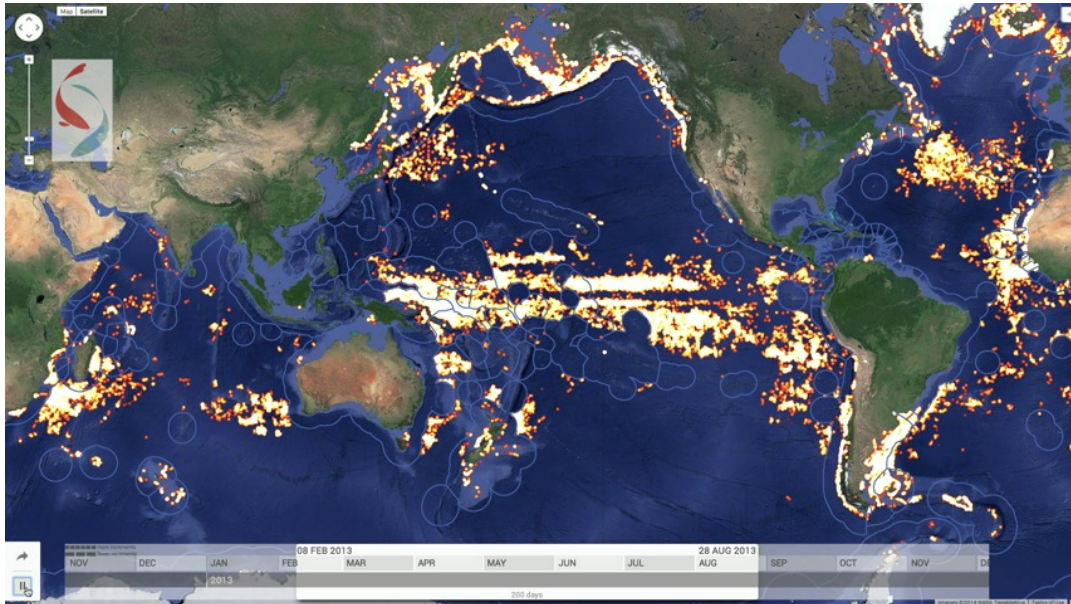 Map Satellite
08 FEB 2013 28 AUG 2013
NOV DEC JAN FEB MAR APR MAY JUN JUL AUG SEP OCT NOV
2013
200 days